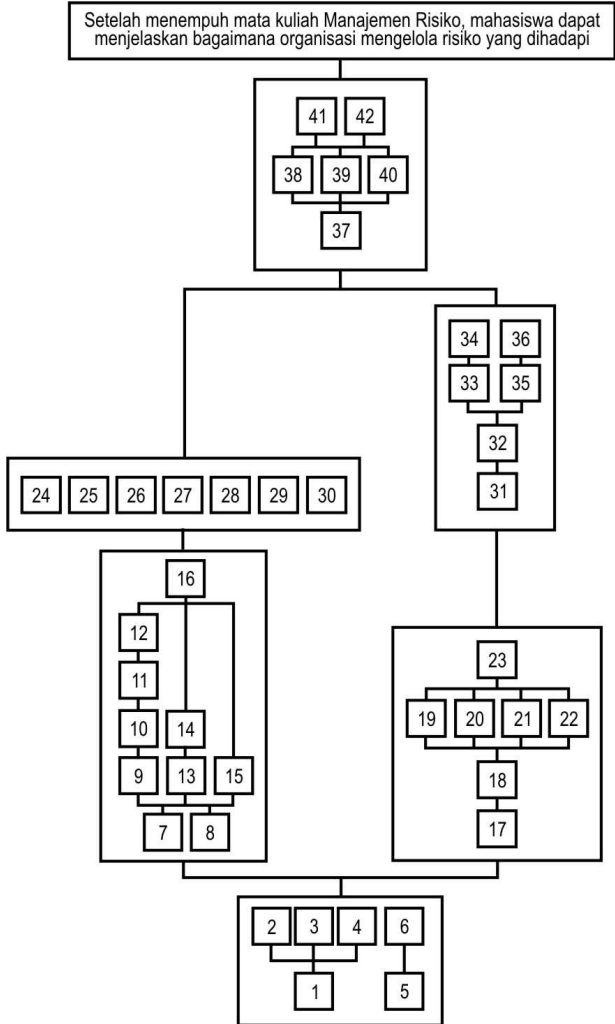 Setelah menempuh mata kuliah Manajemen Risiko, mahasiswa dapat
menjelaskan bagaimana organisasi mengelola risiko yang dihadapi
41 42
38 39 40
37
34 36
33 35
32
31
24 25 26 27 28 29 30
16
12
11
10 14
9 13 15
7 8
23
19 20 21 22
18
17
2 3 4 6
1 5